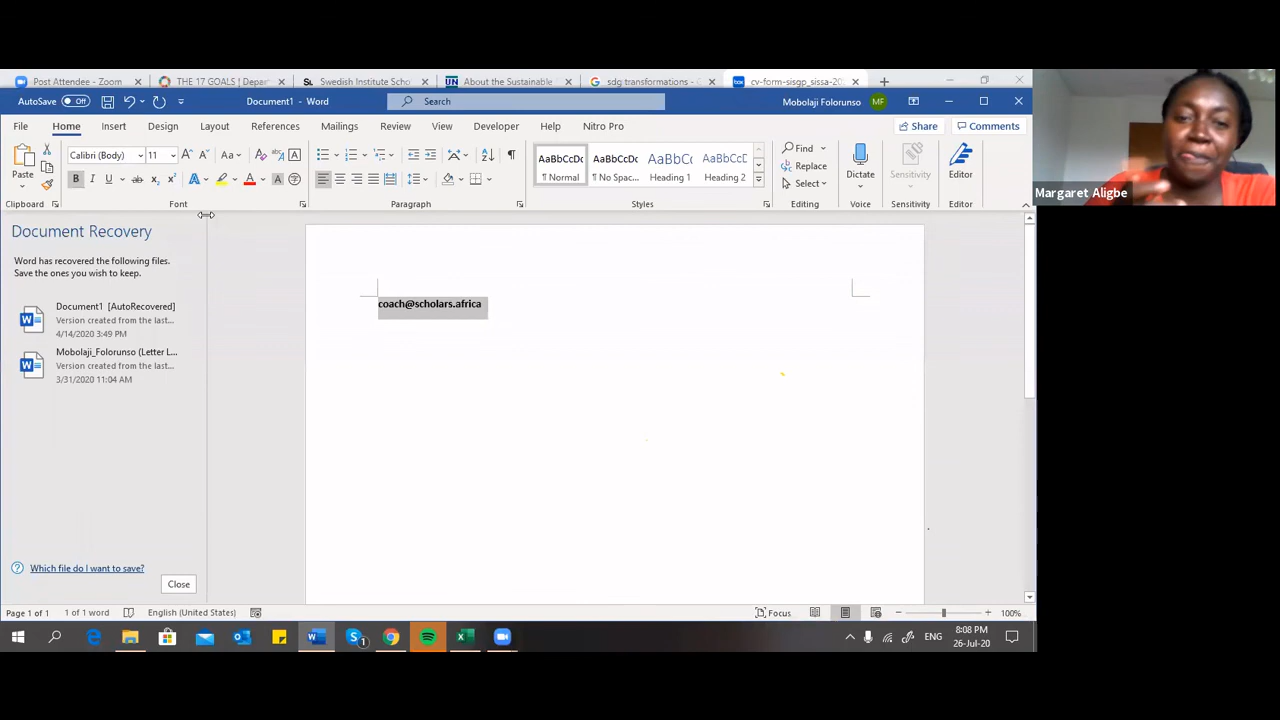 Post Attendee - Zoom
THE 17 GOALS | Depar
Swedish Institute Scho
About the Sustainable
sdg transformations - G
cv-form-sisgp_sissa-20
AutoSave Off
Document1 - Word
Search
Mobolaji Folorunso MF
File Home Insert Design Layout References Mailings Review View Developer Help Nitro Pro
Share Comments
Calibri (Body) 11
Paste
Clipboard
Font
Paragraph
AaBbCcDc AaBbCcDc AaBbCc AaBbCcD
¶ Normal ¶ No Spac... Heading 1 Heading 2
Styles
Find
Replace
Select
Editing
Dictate
Voice
Sensitivity
Sensitivity
Editor
Editor
Margaret Aligbe
Document Recovery
Word has recovered the following files.
Save the ones you wish to keep.
Document1 [AutoRecovered]
Version created from the last...
4/14/2020 3:49 PM
Mobolaji_Folorunso (Letter L...
Version created from the last...
3/31/2020 11:04 AM
Which file do I want to save?
Close
coach@scholars.africa
Page 1 of 1 1 of 1 word English (United States)
Focus
100%
ENG
8:08 PM
26-Jul-20